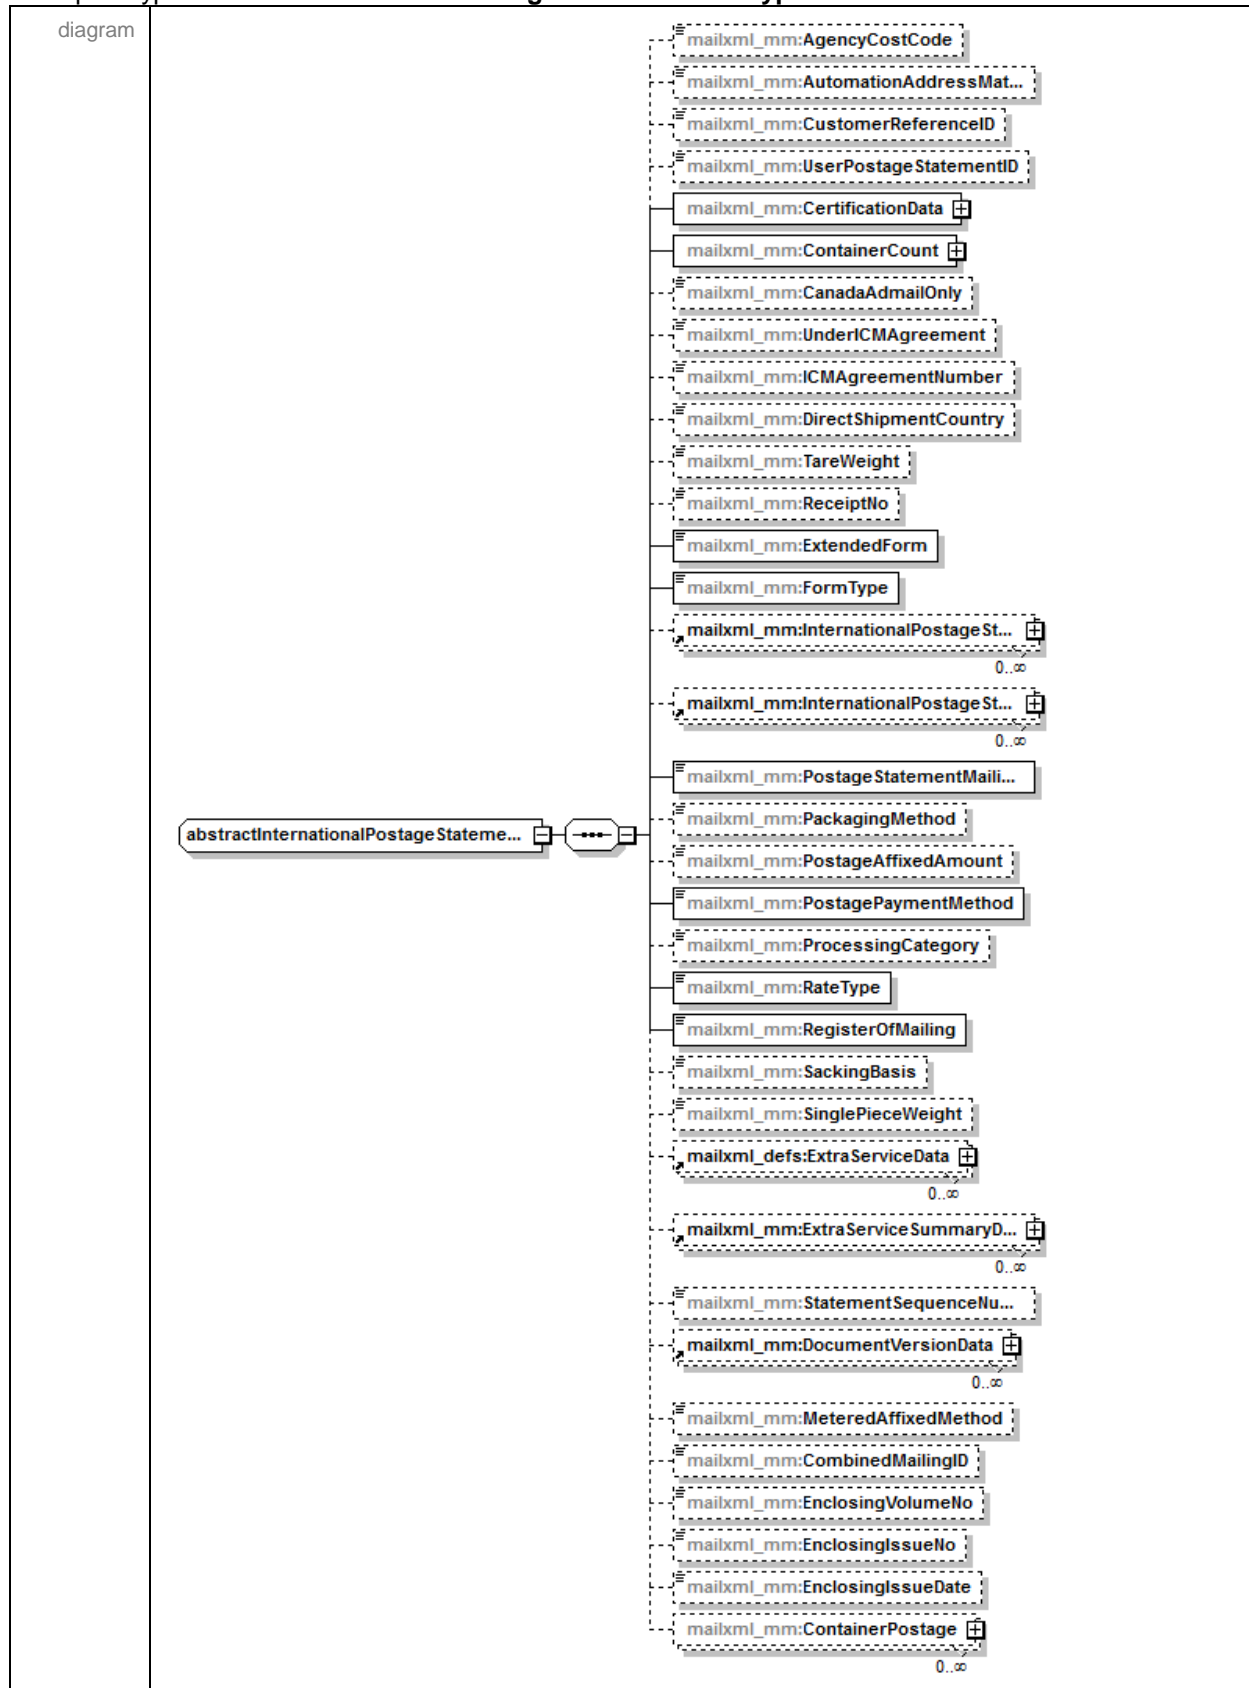 diagram
mailxml_mm:AgencyCostCode
mailxml_mm:AutomationAddressMat...
mailxml_mm:CustomerReferenceID
mailxml_mm:UserPostageStatementID
mailxml_mm:CertificationData
mailxml_mm:ContainerCount
mailxml_mm:CanadaAdmailOnly
mailxml_mm:UnderICMAgreement
mailxml_mm:ICMAgreementNumber
mailxml_mm:DirectShipmentCountry
mailxml_mm:TareWeight
mailxml_mm:ReceiptNo
mailxml_mm:ExtendedForm
mailxml_mm:FormType
mailxml_mm:InternationalPostageSt...
0..∞
mailxml_mm:InternationalPostageSt...
0..∞
mailxml_mm:PostageStatementMaili...
mailxml_mm:PackagingMethod
abstractInternationalPostageStateme...
mailxml_mm:PostageAffixedAmount
mailxml_mm:PostagePaymentMethod
mailxml_mm:ProcessingCategory
mailxml_mm:RateType
mailxml_mm:RegisterOfMailing
mailxml_mm:SackingBasis
mailxml_mm:SinglePieceWeight
mailxml_defs:ExtraServiceData
0..∞
mailxml_mm:ExtraServiceSummaryD...
0..∞
mailxml_mm:StatementSequenceNu...
mailxml_mm:DocumentVersionData
0..∞
mailxml_mm:MeteredAffixedMethod
mailxml_mm:CombinedMailingID
mailxml_mm:EnclosingVolumeNo
mailxml_mm:EnclosingIssueNo
mailxml_mm:EnclosingIssueDate
mailxml_mm:ContainerPostage
0..∞